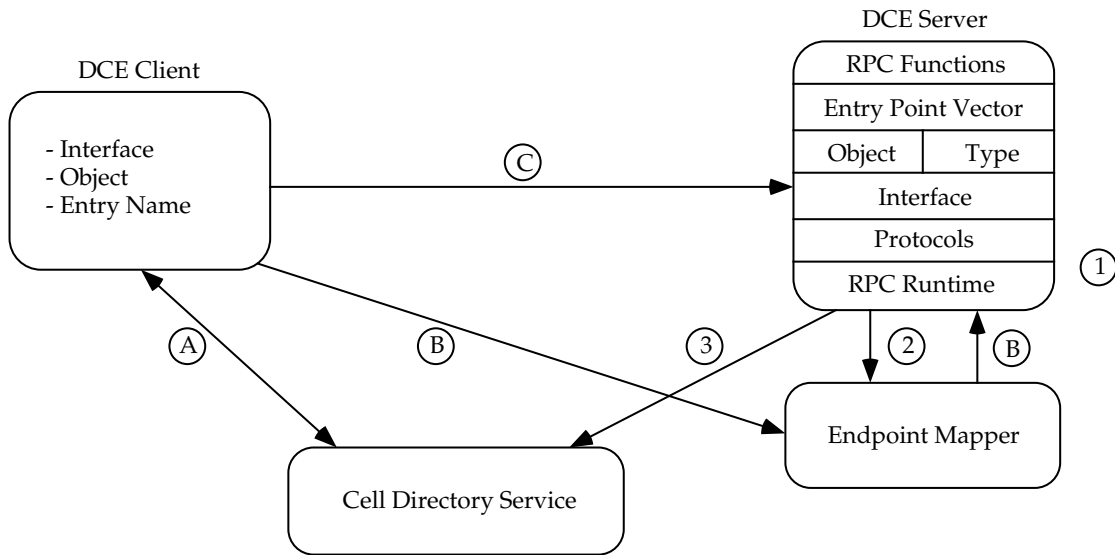 DCE Server
DCE Client
RPC Functions
Entry Point Vector
Object Type
Interface
Protocols
RPC Runtime
- Interface
- Object
- Entry Name
C
1
A
B
3
2
B
Endpoint Mapper
Cell Directory Service